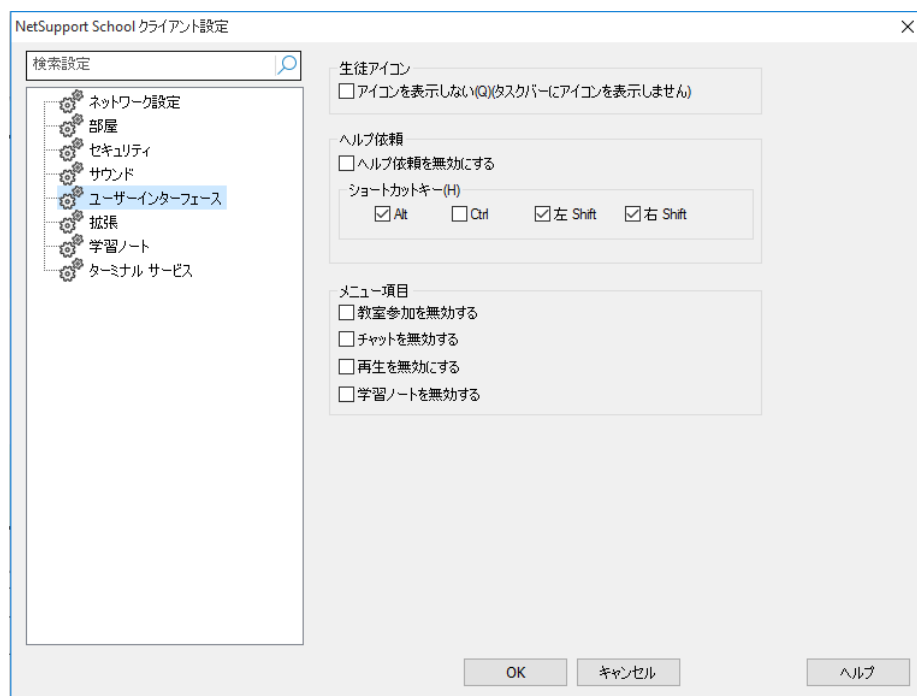 NetSupport School クライアント設定
検索設定
ネットワーク設定
部屋
セキュリティ
サウンド
ユーザーインターフェース
拡張
学習ノート
ターミナル サービス
生徒アイコン
アイコンを表示しない(Q)(タスクバーにアイコンを表示しません)
ヘルプ依頼
ヘルプ依頼を無効にする
ショートカットキー(H)
Alt Ctrl 左 Shift 右 Shift
メニュー項目
教室参加を無効する
チャットを無効する
再生を無効にする
学習ノートを無効する
OK キャンセル ヘルプ